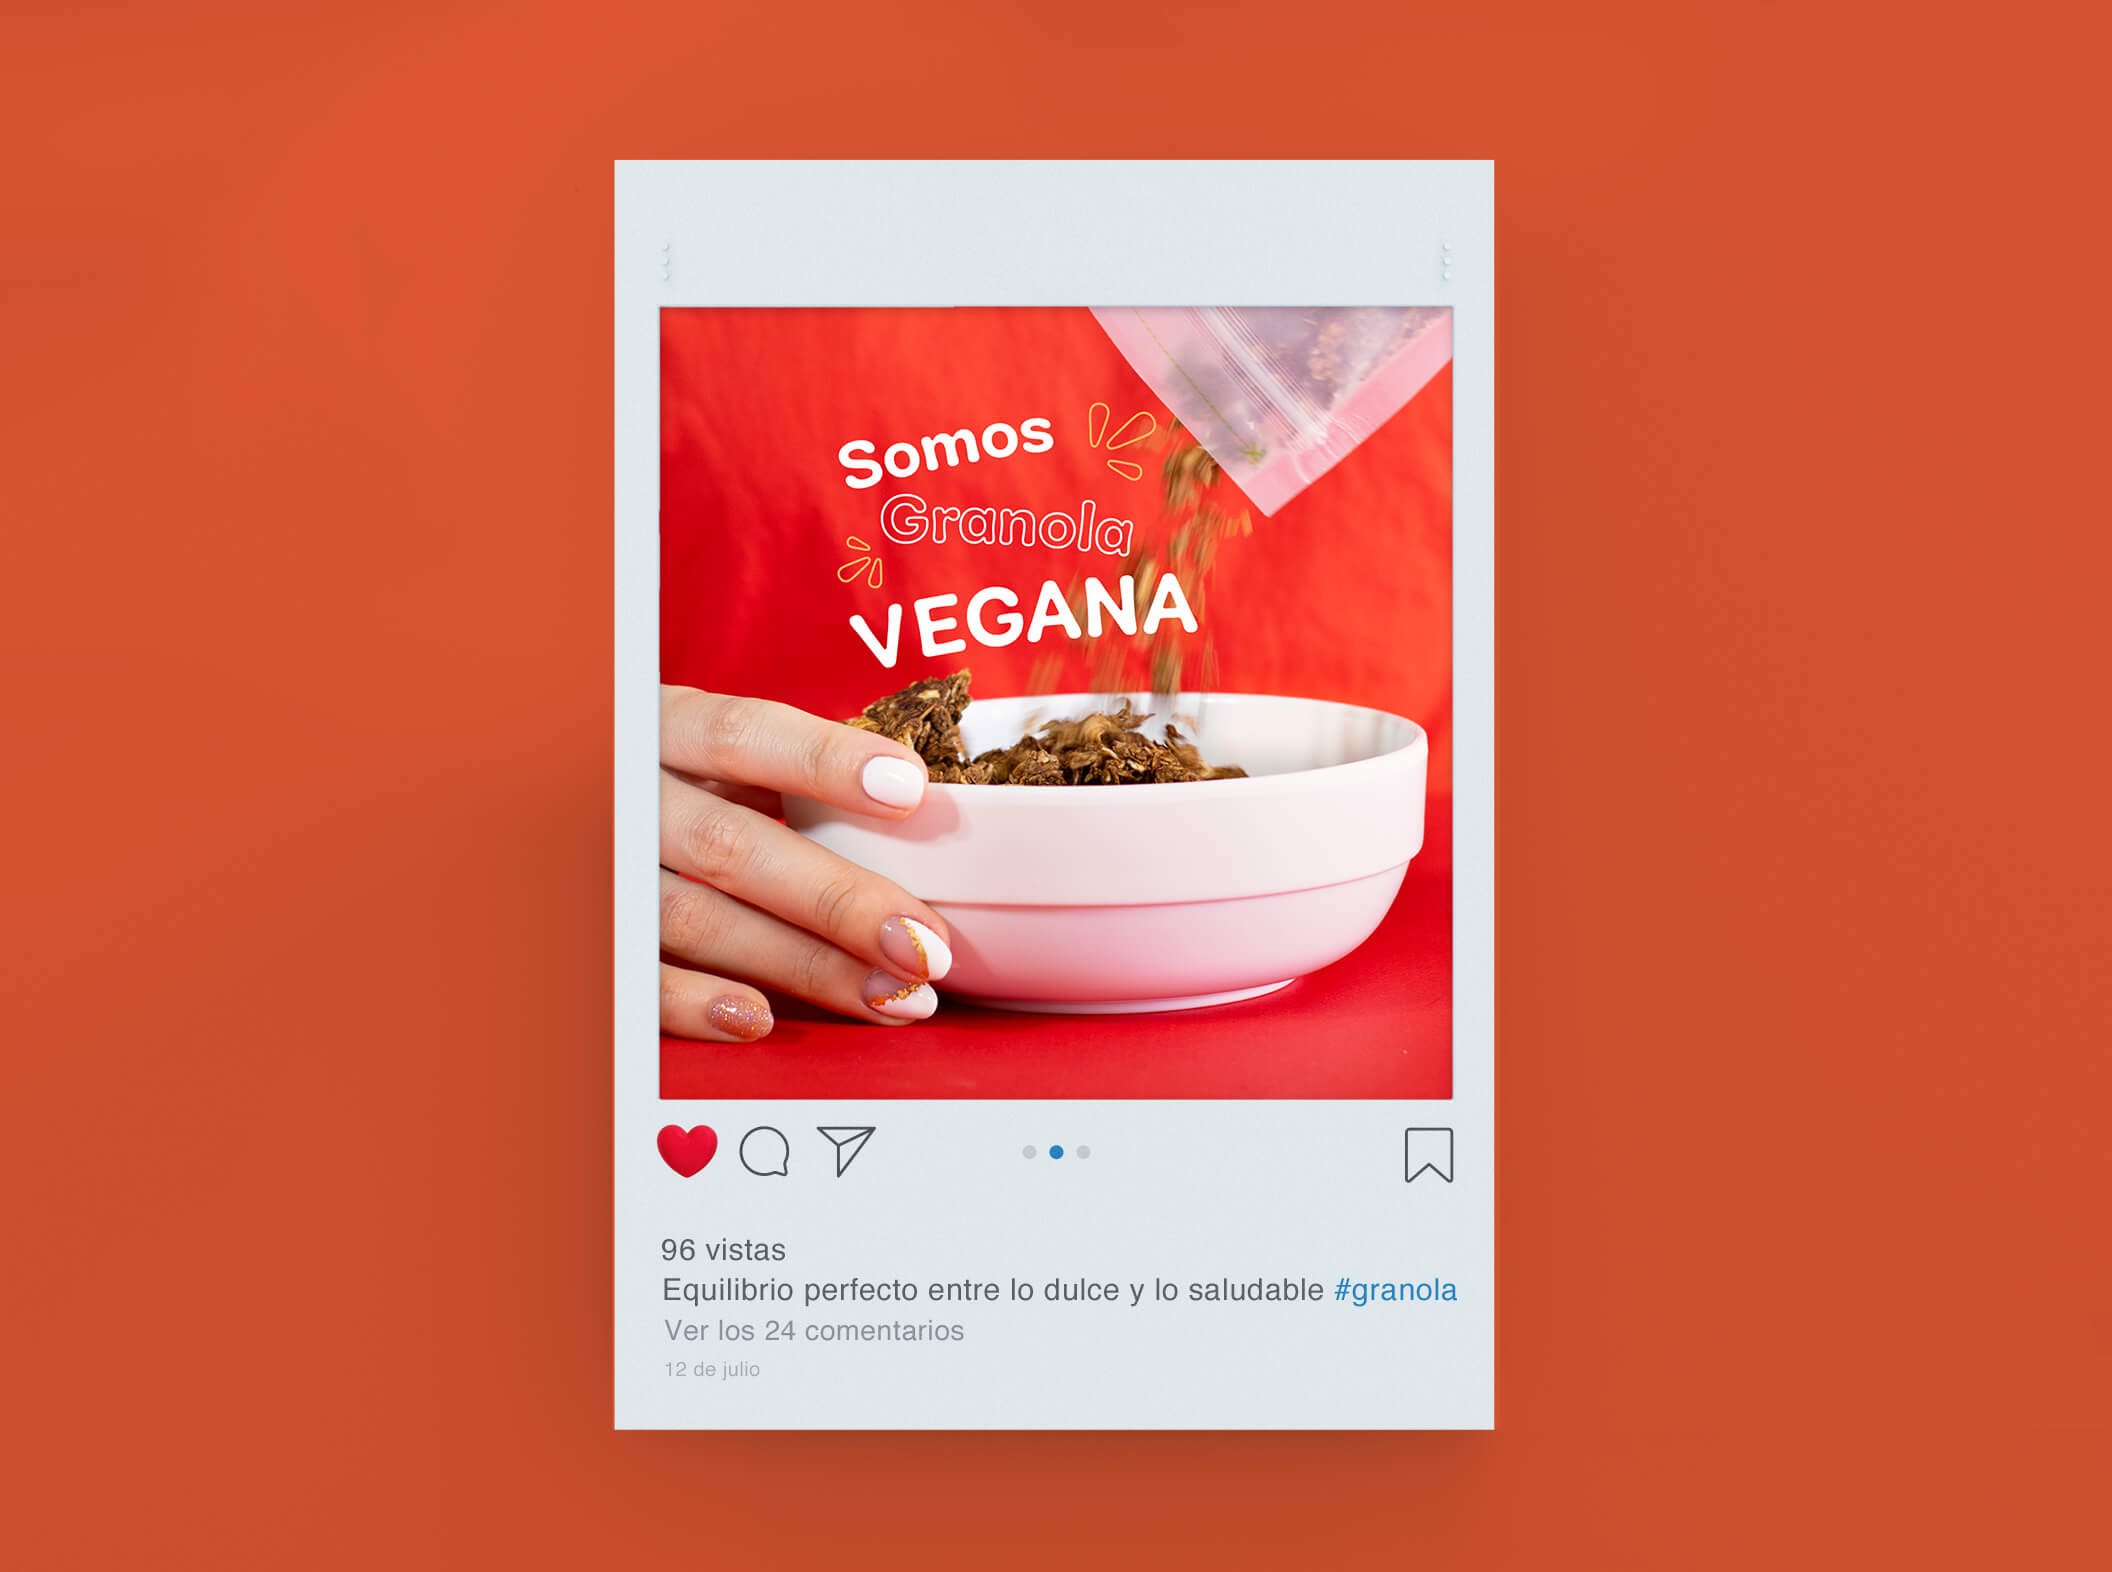 Somos
Granola
VEGANA
96 vistas
Equilibrio perfecto entre lo dulce y lo saludable #granola
Ver los 24 comentarios
12 de julio